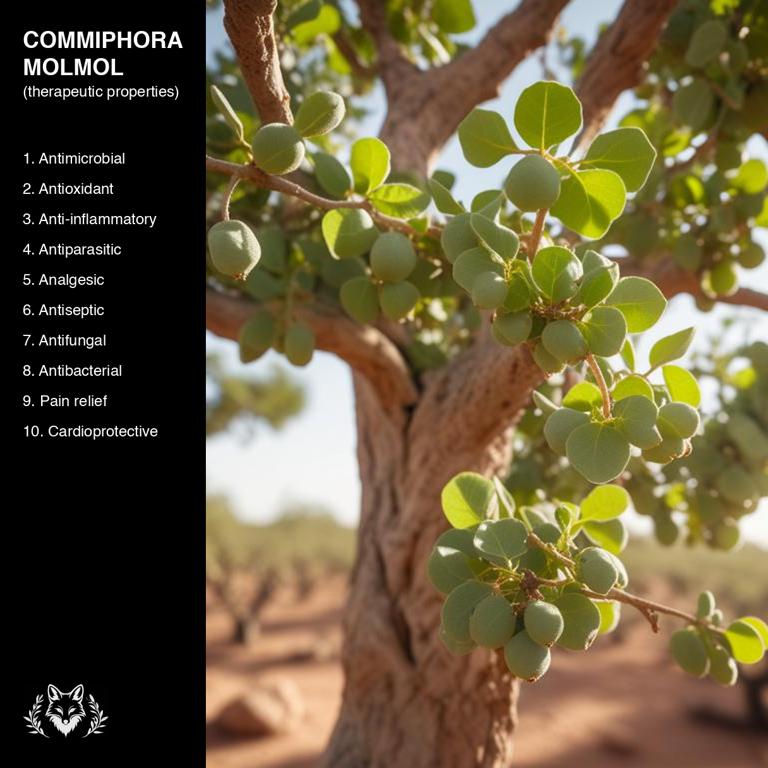 COMMIPHORA
MOLMOL
(therapeutic properties)
1. Antimicrobial
2. Antioxidant
3. Anti-inflammatory
4. Antiparasitic
5. Analgesic
6. Antiseptic
7. Antifungal
8. Antibacterial
9. Pain relief
10. Cardioprotective